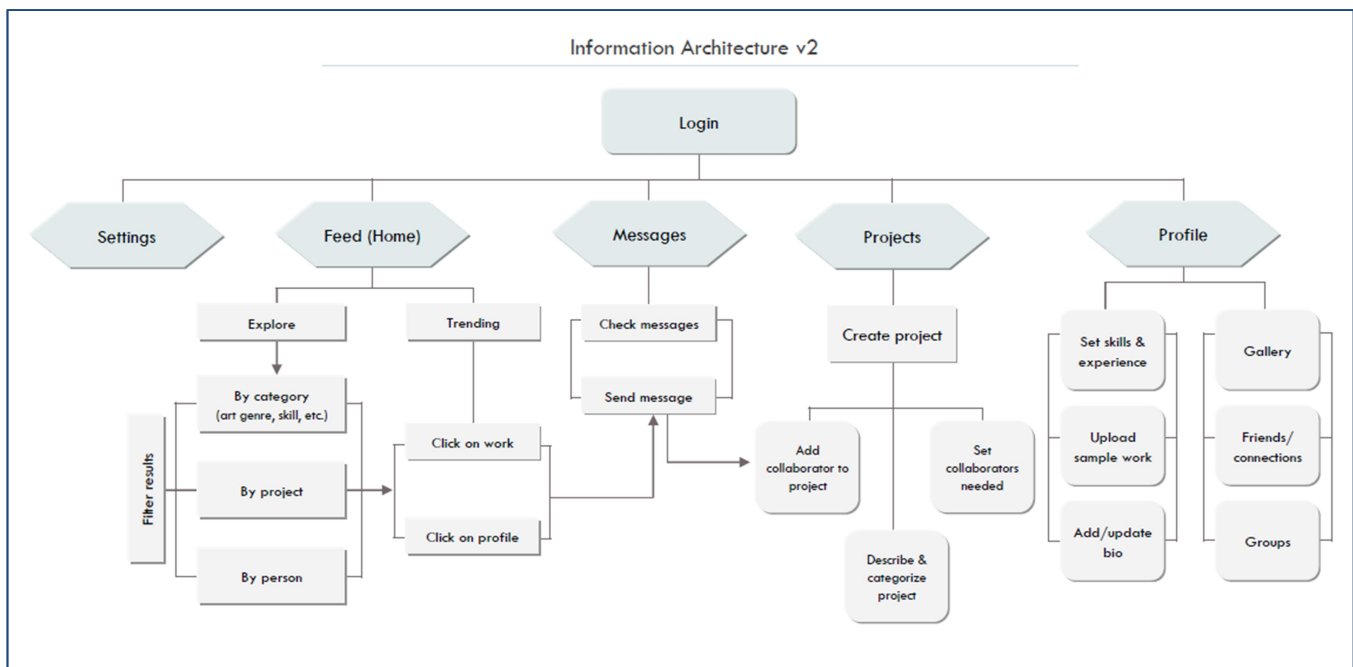 Information Architecture v2
Login
Settings
Feed (Home)
Messages
Projects
Profile
Explore
Trending
Check messages
Create project
Set skills &
experience
Gallery
By category
(art genre, skill, etc.)
Send message
Filter results
Click on work
Add
collaborator to
project
Set
collaborators
needed
Upload
sample work
Friends/
connections
By project
Click on profile
Describe &
categorize
project
Add/update
bio
Groups
By person